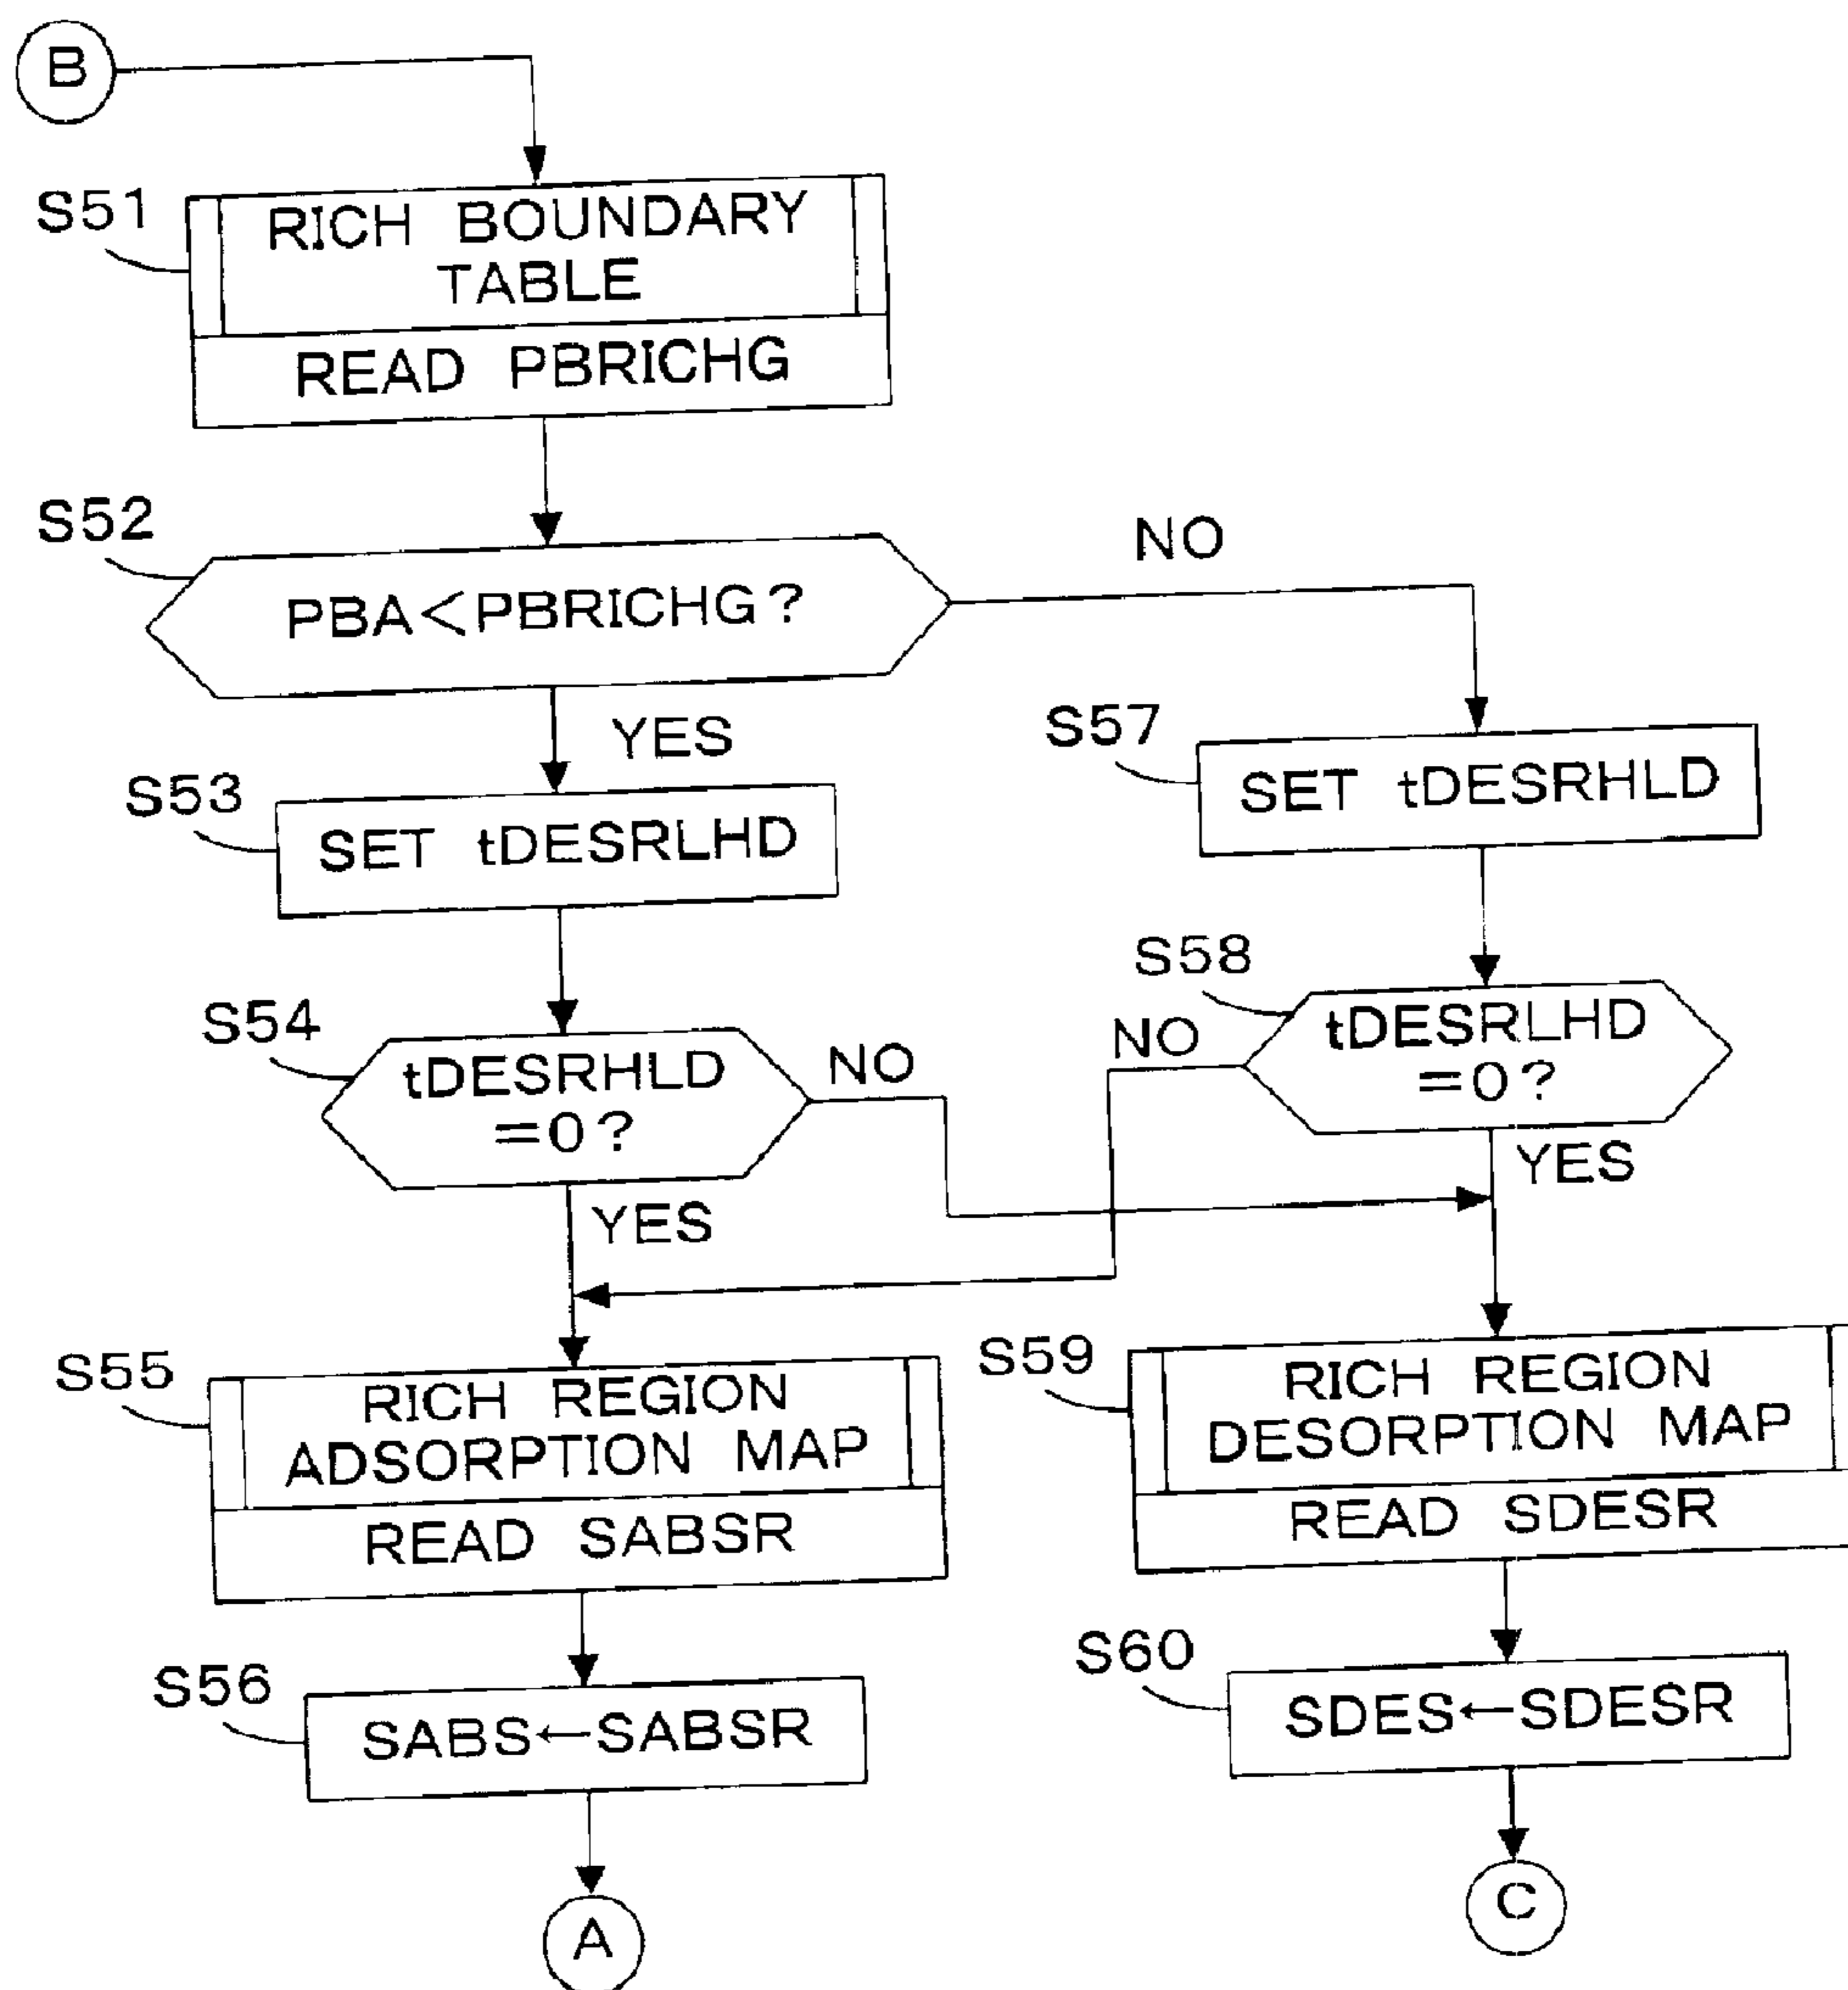 B
S51
RICH BOUNDARY
TABLE
READ PBRICHG
S52
PBA<PBRICHG?
NO
YES
S53
SET tDESRLHD
S57
SET tDESRHLD
S54
tDESRHLD
=0?
NO
YES
S58
tDESRLHD
=0?
NO
YES
S55
RICH REGION
ADSORPTION MAP
READ SABSR
S59
RICH REGION
DESORPTION MAP
READ SDESR
S56
SABS←SABSR
S60
SDES←SDESR
A
C